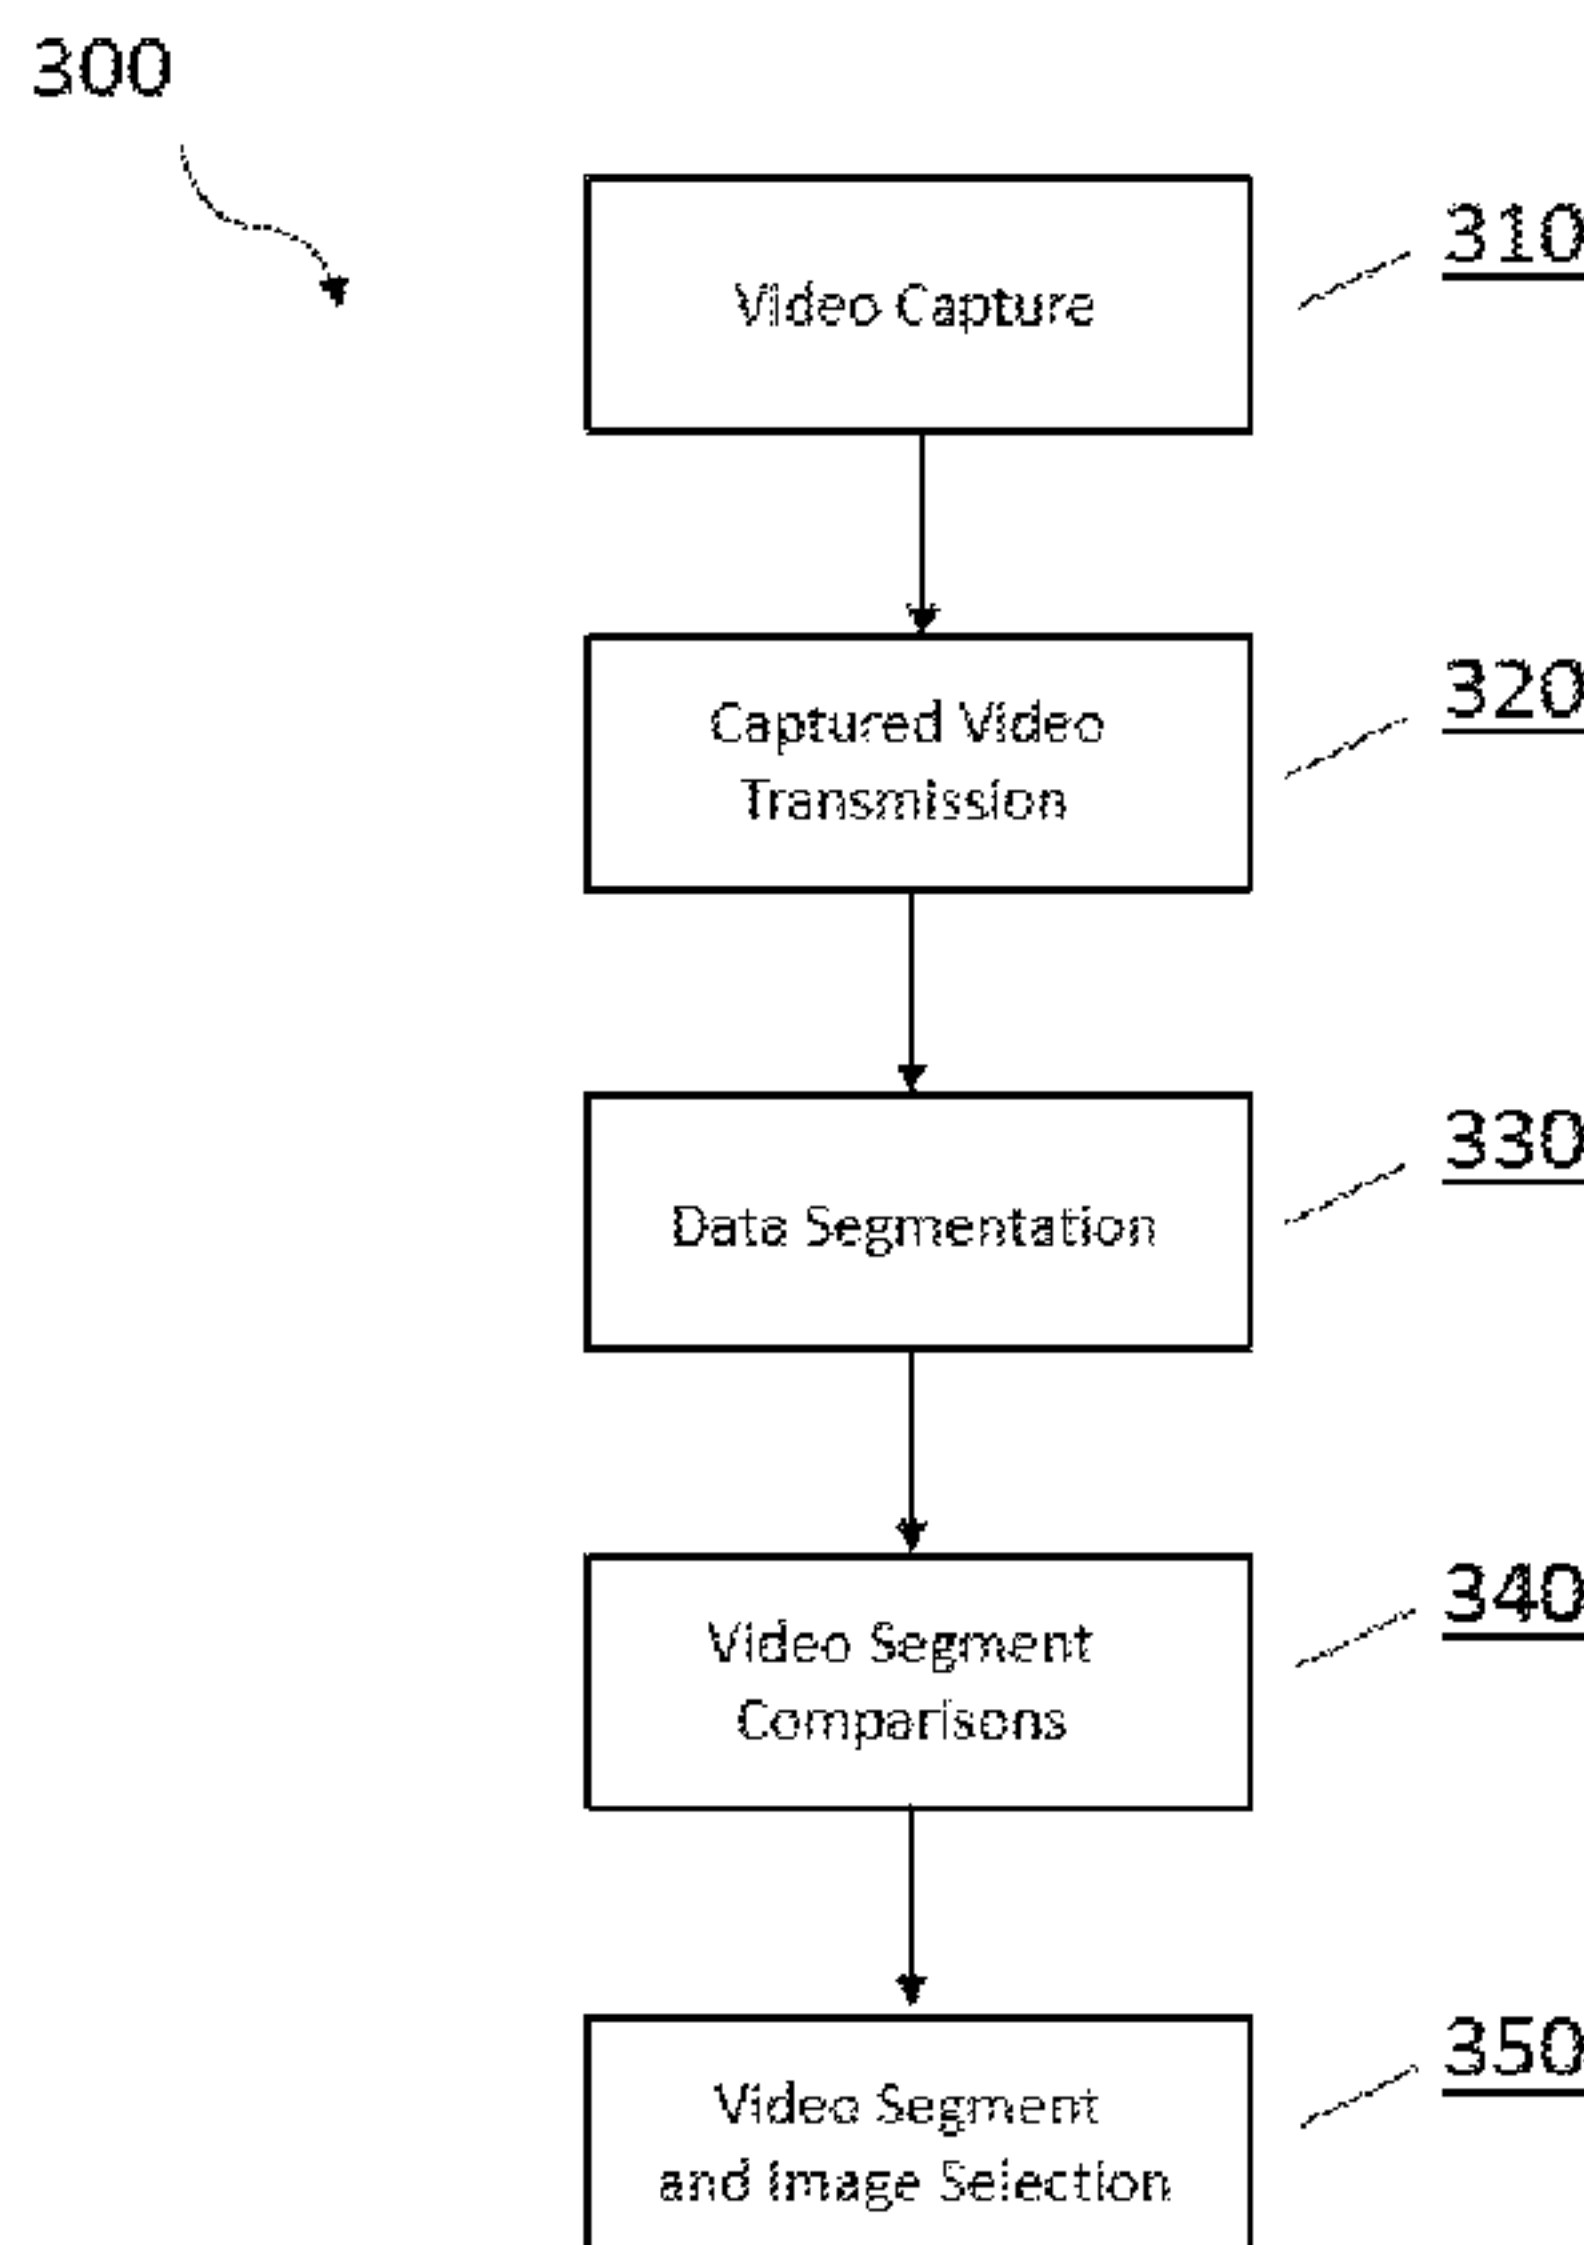 300
Video Capture
310
Captured Video
Transmission
320
Data Segmentation
330
Video Segment
Comparisons
340
Video Segment
and Image Selection
350